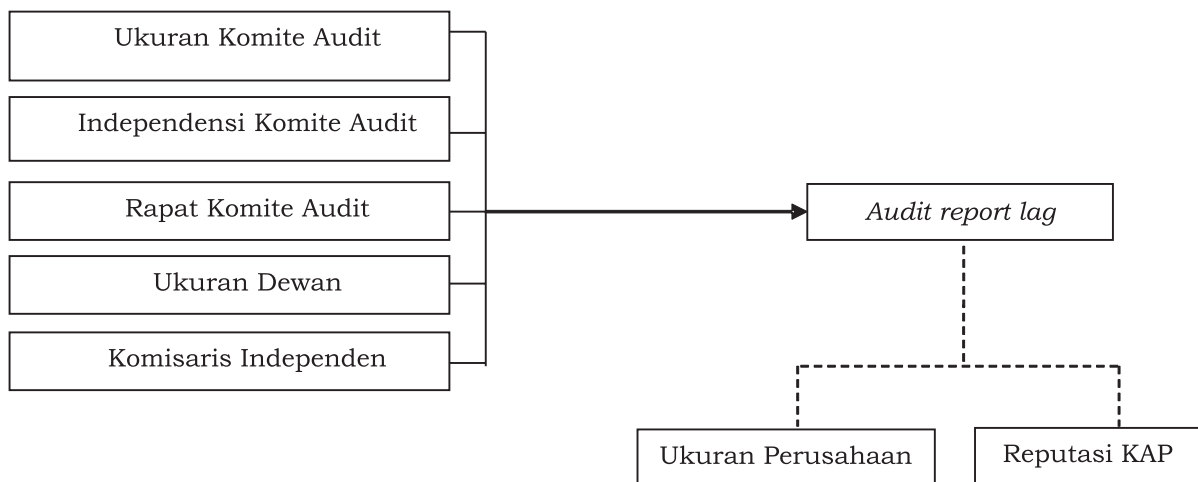 Ukuran Komite Audit
Independensi Komite Audit
Rapat Komite Audit
Ukuran Dewan
Komisaris Independen
Audit report lag
Ukuran Perusahaan
Reputasi KAP